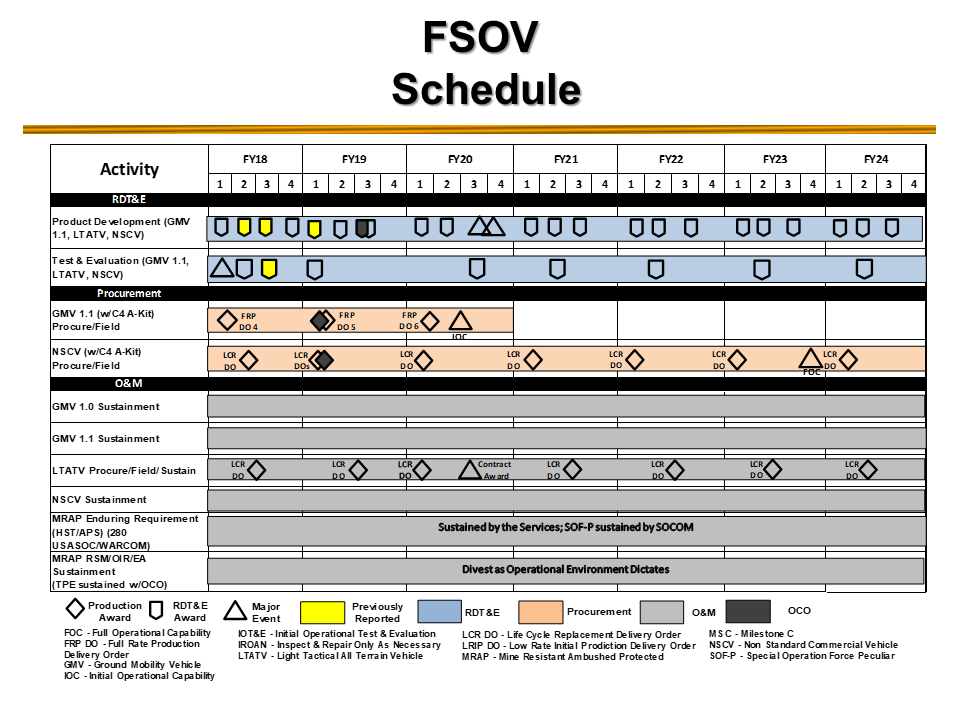 FSOV
Schedule
Activity
FY18 FY19 FY20 FY21 FY22 FY23 FY24
1 2 3 4 1 2 3 4 1 2 3 4 1 2 3 4 1 2 3 4 1 2 3 4 1 2 3 4
RDT&E
Product Development (GMV
1.1, LTATV, NSCV)
Test & Evaluation (GMV 1.1,
LTATV, NSCV)
Procurement
GMV 1.1 (w/C4 A-Kit)
Procure/Field
FRP
DO 4
FRP
DO 5
FRP
DO 6
IOC
NSCV (w/C4 A-Kit)
Procure/Field
LCR
DO
LCR
DOs
LCR
DO
LCR
DO
LCR
DO
LCR
DO
FOC
LCR
DO
O&M
GMV 1.0 Sustainment
GMV 1.1 Sustainment
LTATV Procure/Field/Sustain
LCR
DO
LCR
DO
LCR
DO
Contract
Award
LCR
DO
LCR
DO
LCR
DO
LCR
DO
NSCV Sustainment
MRAP Enduring Requirement
(HST/APS) (280
USASOC/WARCOM)
Sustained by the Services; SOF-P sustained by SOCOM
MRAP RSM/OIR/EA
Sustainment
(TPE sustained w/OCO)
Divest as Operational Environment Dictates
Production
Award
RDT&E
Award
Major
Event
Previously
Reported
RDT&E
Procurement
O&M
OCO
FOC - Full Operational Capability
FRP DO - Full Rate Production
Delivery Order
GMV - Ground Mobility Vehicle
IOC - Initial Operational Capability
IOT&E - Initial Operational Test & Evaluation
IROAN - Inspect & Repair Only As Necessary
LTATV - Light Tactical All Terrain Vehicle
LCR DO - Life Cycle Replacement Delivery Order
LRIP DO - Low Rate Initial Prodiction Delivery Order
MRAP - Mine Resistant Ambushed Protected
MSC - Milestone C
NSCV - Non Standard Commercial Vehicle
SOF-P - Special Operation Force Peculiar